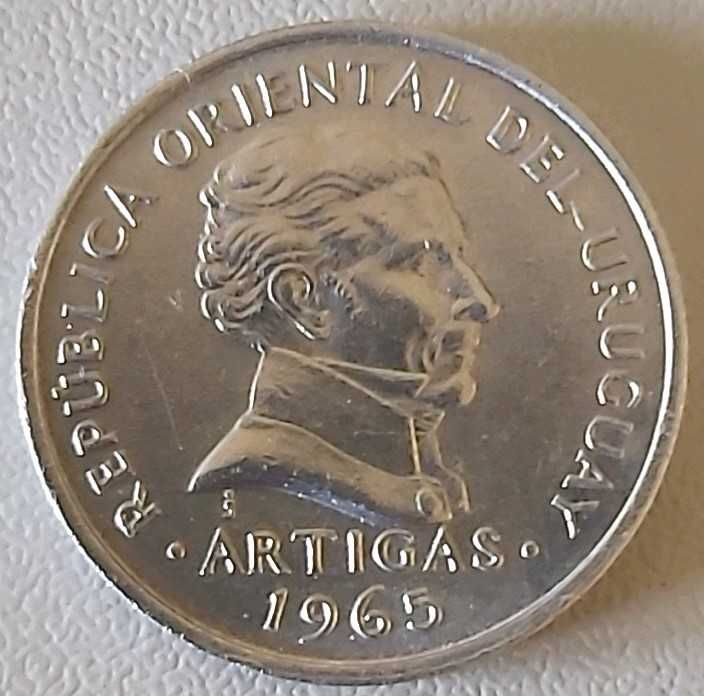 REPÚBLICA ORIENTAL DEL URUGUAY
• ARTIGAS •
1965